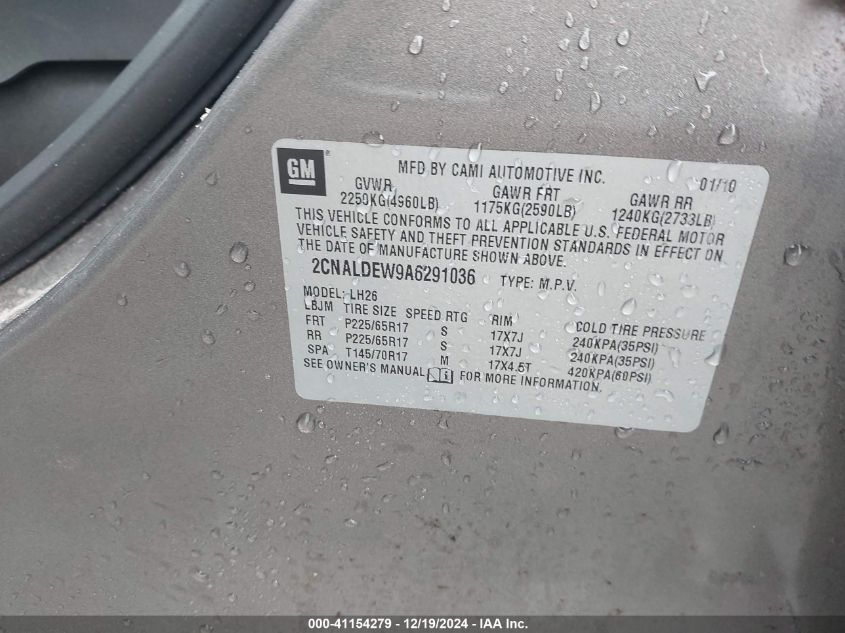 GM ® MFD BY CAMI AUTOMOTIVE INC. 01/10
GVWR GAWR FRT GAWR RR
2250KG(4960LB) 1175KG(2590LB) 1240KG(2733LB)
THIS VEHICLE CONFORMS TO ALL APPLICABLE U.S. FEDERAL MOTOR
VEHICLE SAFETY AND THEFT PREVENTION STANDARDS IN EFFECT ON
THE DATE OF MANUFACTURE SHOWN ABOVE.
2CNALDEW9A6291036 TYPE: M.P.V.
MODEL: LH26
LBJM TIRE SIZE SPEED RTG RIM COLD TIRE PRESSURE
FRT P225/65R17 S 17X7J 240KPA(35PSI)
RR P225/65R17 S 17X7J 240KPA(35PSI)
SPA T145/70R17 M 17X4.5T 420KPA(60PSI)
SEE OWNER'S MANUAL FOR MORE INFORMATION.
000-41154279 - 12/19/2024 - IAA Inc.